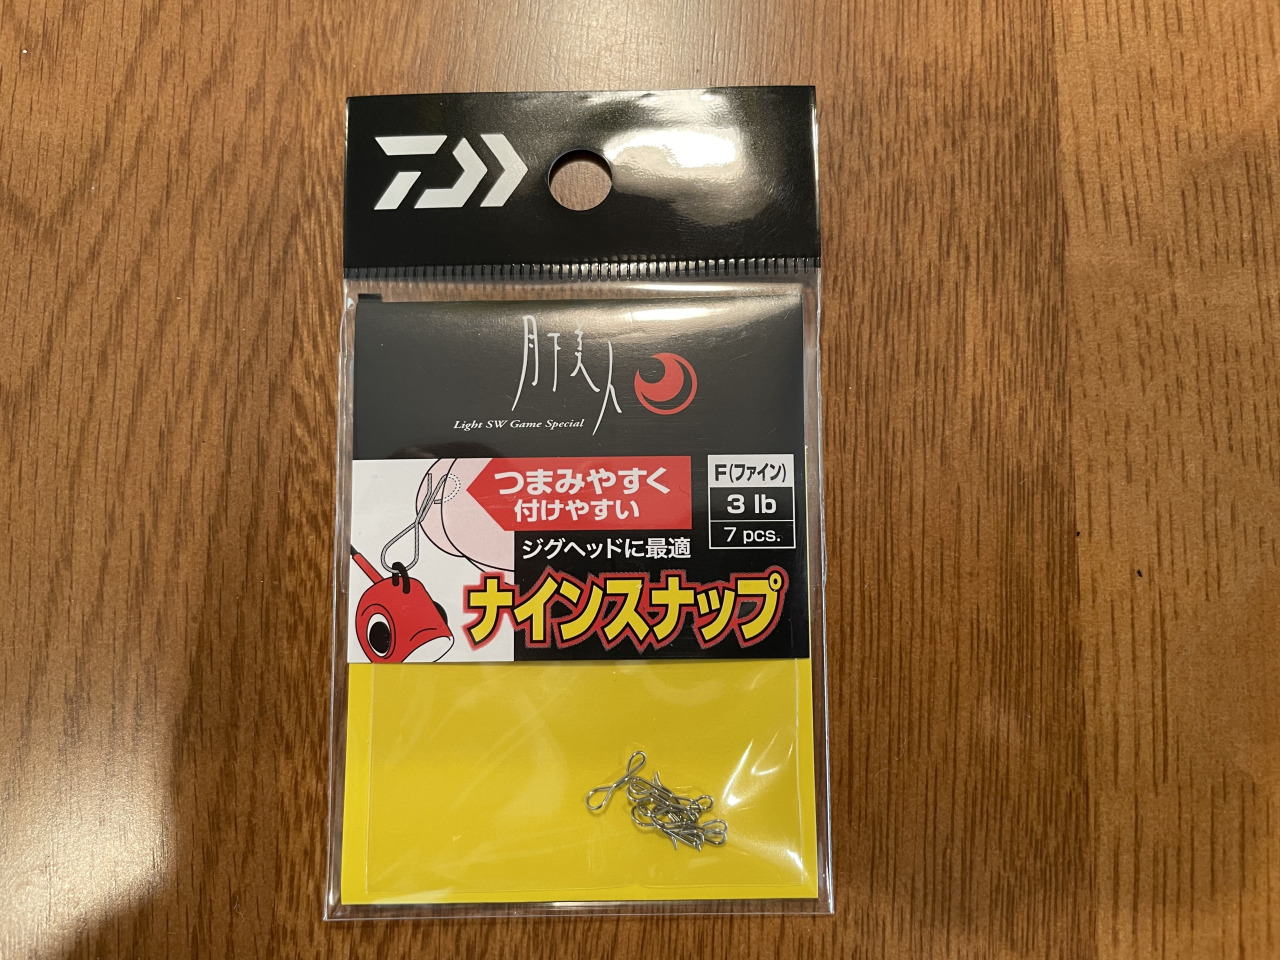 月下美人
Light SW Game Special
つまみやすく
付けやすい
F(ファイン)
3 lb
7 pcs.
ジグヘッドに最適
ナインスナップ